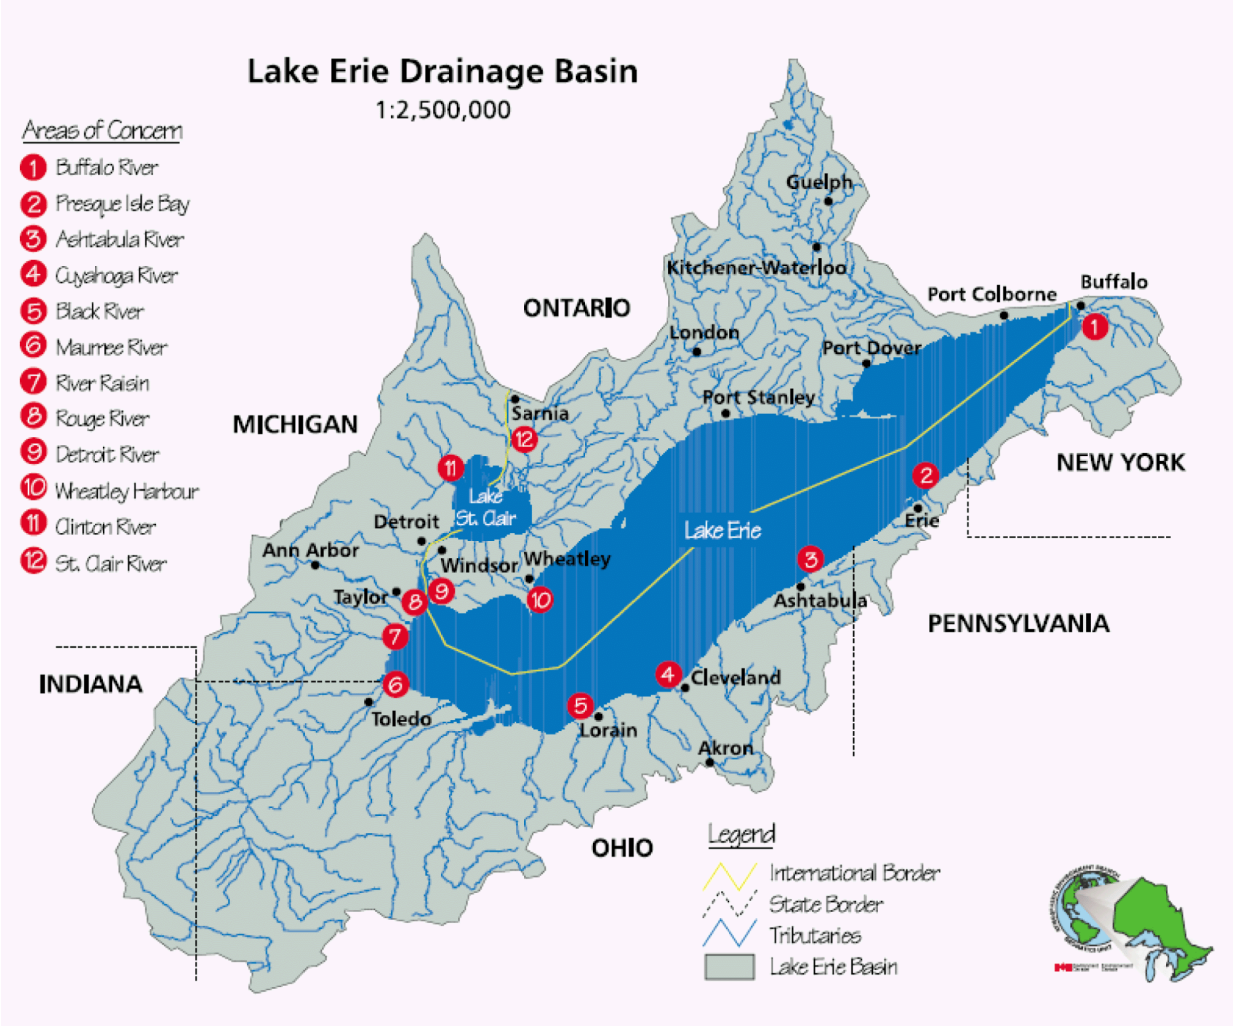 Lake Erie Drainage Basin
1:2,500,000
Areas of Concern
1 Buffalo River
2 Presque Isle Bay
3 Ashtabula River
4 Cuyahoga River
5 Black River
6 Maumee River
7 River Raisin
8 Rouge River
9 Detroit River
10 Wheatley Harbour
11 Clinton River
12 St. Clair River
Guelph
Kitchener-Waterloo
ONTARIO
Buffalo
Port Colborne
1
London
Port Dover
Port Stanley
MICHIGAN
Sarnia
12
11
NEW YORK
2
Lake
St. Clair
Detroit
Lake Erie
Erie
Ann Arbor
Windsor
Wheatley
3
Taylor
8
9
10
Ashtabula
7
PENNSYLVANIA
INDIANA
6
4
Cleveland
Toledo
5
Lorain
Akron
OHIO
Legend
International Border
State Border
Tributaries
Lake Erie Basin